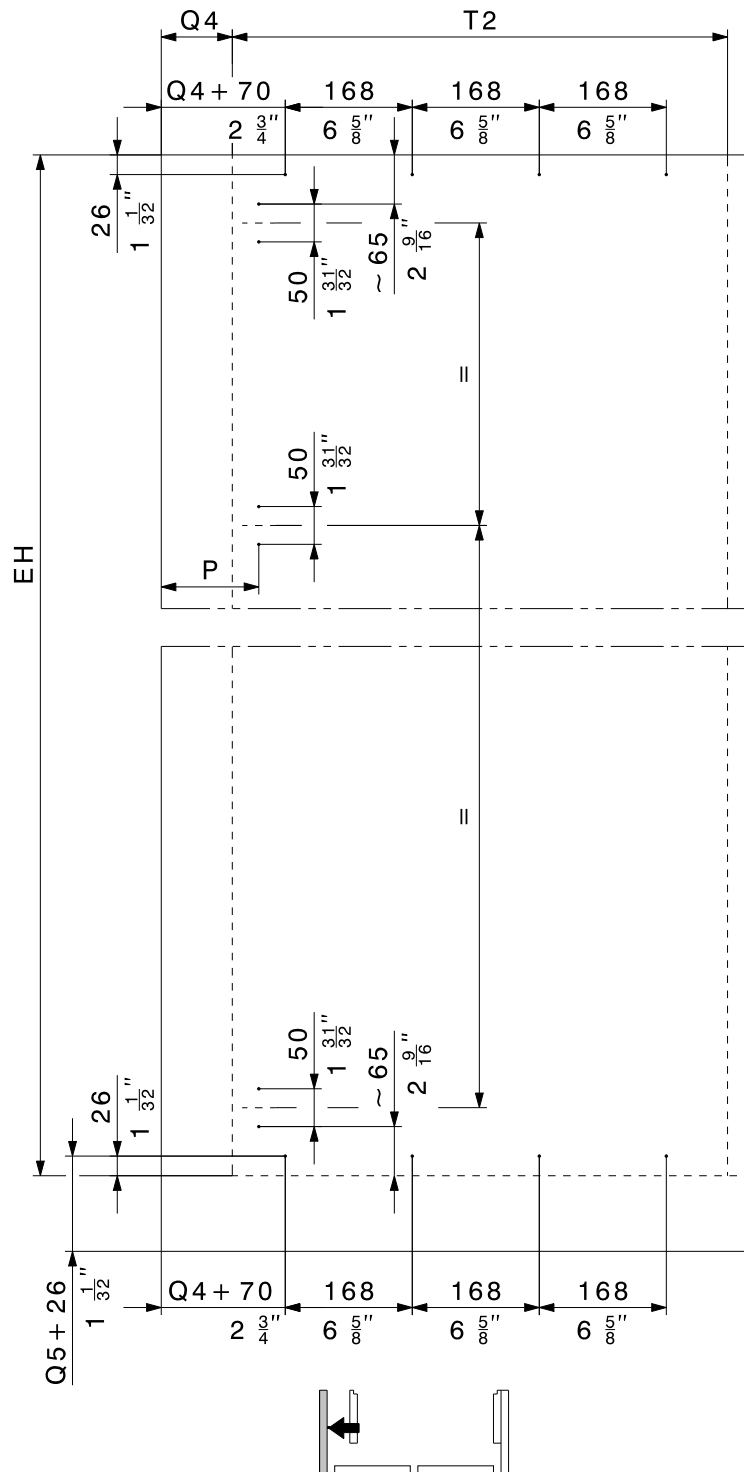 Q4 T2
Q4+70 168 168 168
2 3/4" 6 5/8" 6 5/8" 6 5/8"
26
1 1/32"
~65
2 9/16"
50
1 31/32"
=
50
1 31/32"
EH
P
=
50
1 31/32"
~65
2 9/16"
26
1 1/32"
Q5+26
1 1/32"
Q4+70 168 168 168
2 3/4" 6 5/8" 6 5/8" 6 5/8"